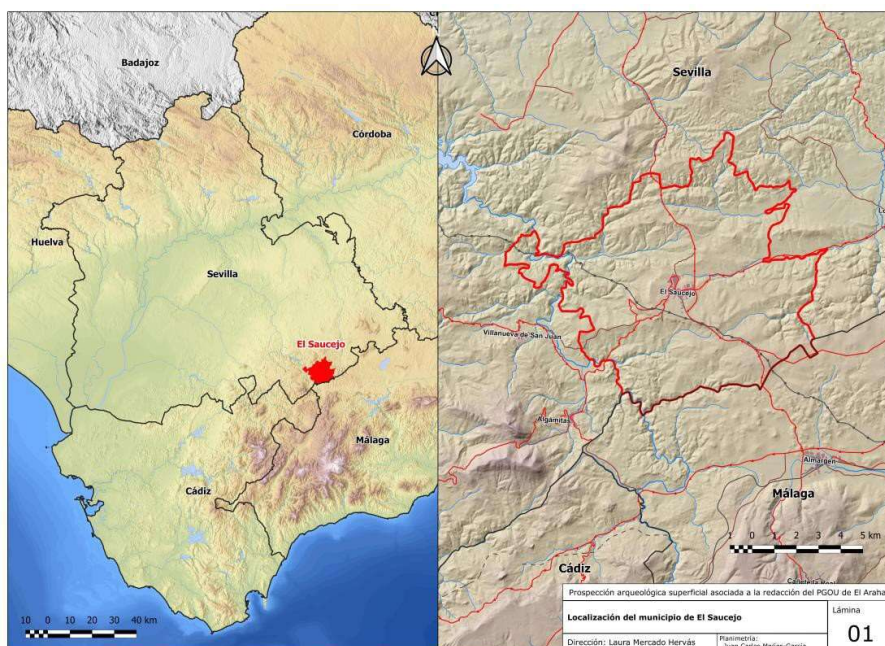 Badajoz
Córdoba
Huelva
Sevilla
El Saucejo
Málaga
Cádiz
10 0 10 20 30 40 km
Sevilla
El Saucejo
Villanueva de San Juan
Algámitas
Almargen
Málaga
Cádiz
1 0 1 2 3 4 5 km
Prospección arqueológica superficial asociada a la redacción del PGOU de El Araha
Localización del municipio de El Saucejo
Lámina
01
Dirección: Laura Mercado Hervás
Planimetría: